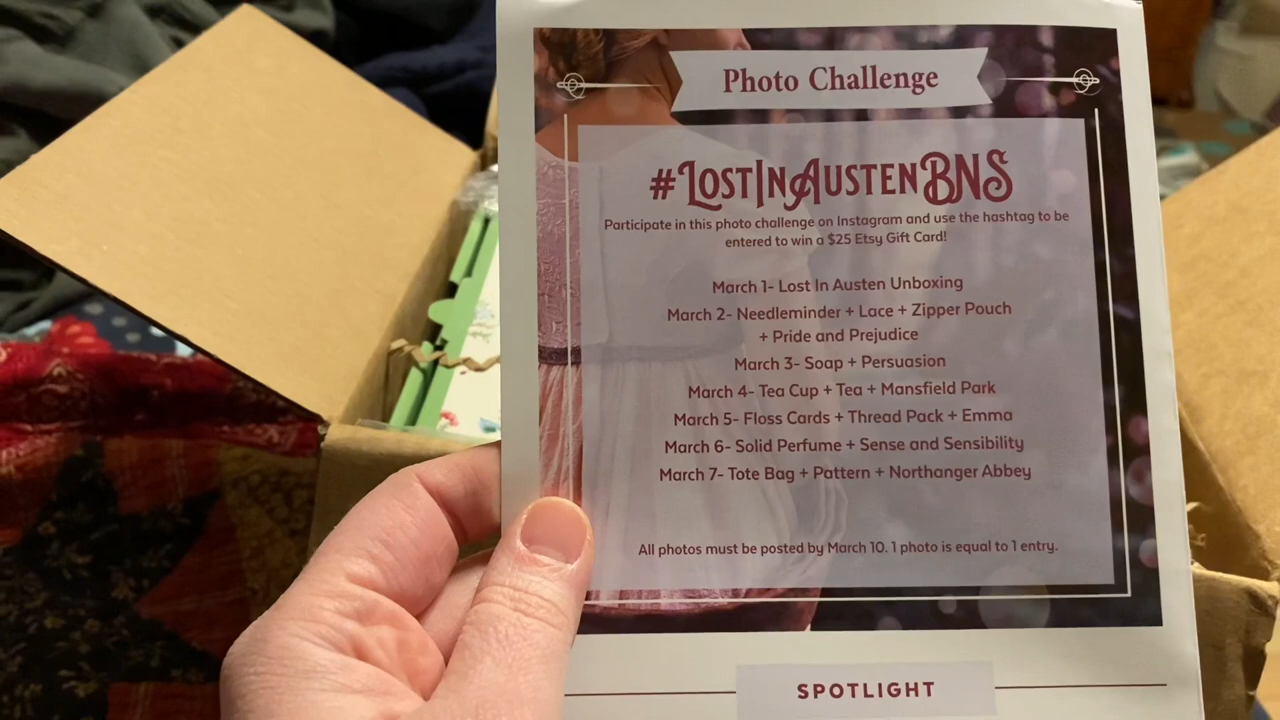 Photo Challenge
#LostInAustenBNS
Participate in this photo challenge on Instagram and use the hashtag to be
entered to win a $25 Etsy Gift Card!
March 1- Lost In Austen Unboxing
March 2- Needleminder + Lace + Zipper Pouch
+ Pride and Prejudice
March 3- Soap + Persuasion
March 4- Tea Cup + Tea + Mansfield Park
March 5- Floss Cards + Thread Pack + Emma
March 6- Solid Perfume + Sense and Sensibility
March 7- Tote Bag + Pattern + Northanger Abbey
All photos must be posted by March 10. 1 photo is equal to 1 entry.
SPOTLIGHT